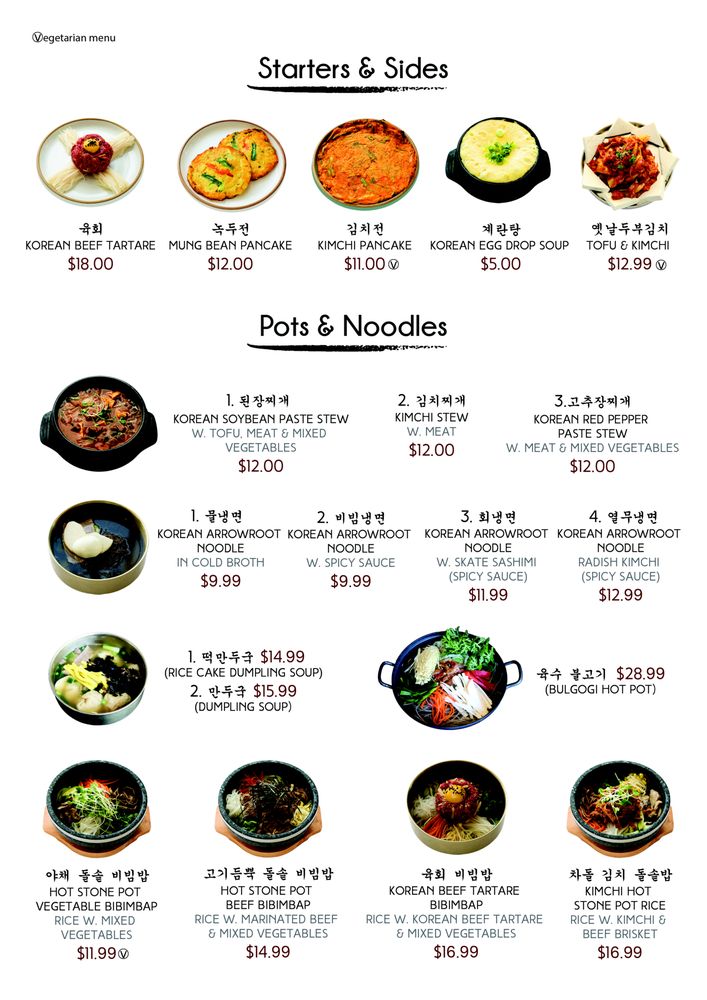 Ⓥegetarian menu
Starters & Sides
육회
KOREAN BEEF TARTARE
$18.00
녹두전
MUNG BEAN PANCAKE
$12.00
김치전
KIMCHI PANCAKE
$11.00 Ⓥ
계란탕
KOREAN EGG DROP SOUP
$5.00
옛날두부김치
TOFU & KIMCHI
$12.99 Ⓥ
Pots & Noodles
1. 된장찌개
KOREAN SOYBEAN PASTE STEW
W. TOFU, MEAT & MIXED
VEGETABLES
$12.00
2. 김치찌개
KIMCHI STEW
W. MEAT
$12.00
3.고추장찌개
KOREAN RED PEPPER
PASTE STEW
W. MEAT & MIXED VEGETABLES
$12.00
1. 물냉면
KOREAN ARROWROOT
NOODLE
IN COLD BROTH
$9.99
2. 비빔냉면
KOREAN ARROWROOT
NOODLE
W. SPICY SAUCE
$9.99
3. 회냉면
KOREAN ARROWROOT
NOODLE
W. SKATE SASHIMI
(SPICY SAUCE)
$11.99
4. 열무냉면
KOREAN ARROWROOT
NOODLE
RADISH KIMCHI
(SPICY SAUCE)
$12.99
1. 떡만두국 $14.99
(RICE CAKE DUMPLING SOUP)
2. 만두국 $15.99
(DUMPLING SOUP)
육수 불고기 $28.99
(BULGOGI HOT POT)
야채 돌솥 비빔밥
HOT STONE POT
VEGETABLE BIBIMBAP
RICE W. MIXED
VEGETABLES
$11.99Ⓥ
고기듬뿍 돌솥 비빔밥
HOT STONE POT
BEEF BIBIMBAP
RICE W. MARINATED BEEF
& MIXED VEGETABLES
$14.99
육회 비빔밥
KOREAN BEEF TARTARE
BIBIMBAP
RICE W. KOREAN BEEF TARTARE
& MIXED VEGETABLES
$16.99
차돌 김치 돌솥밥
KIMCHI HOT
STONE POT RICE
RICE W. KIMCHI &
BEEF BRISKET
$16.99